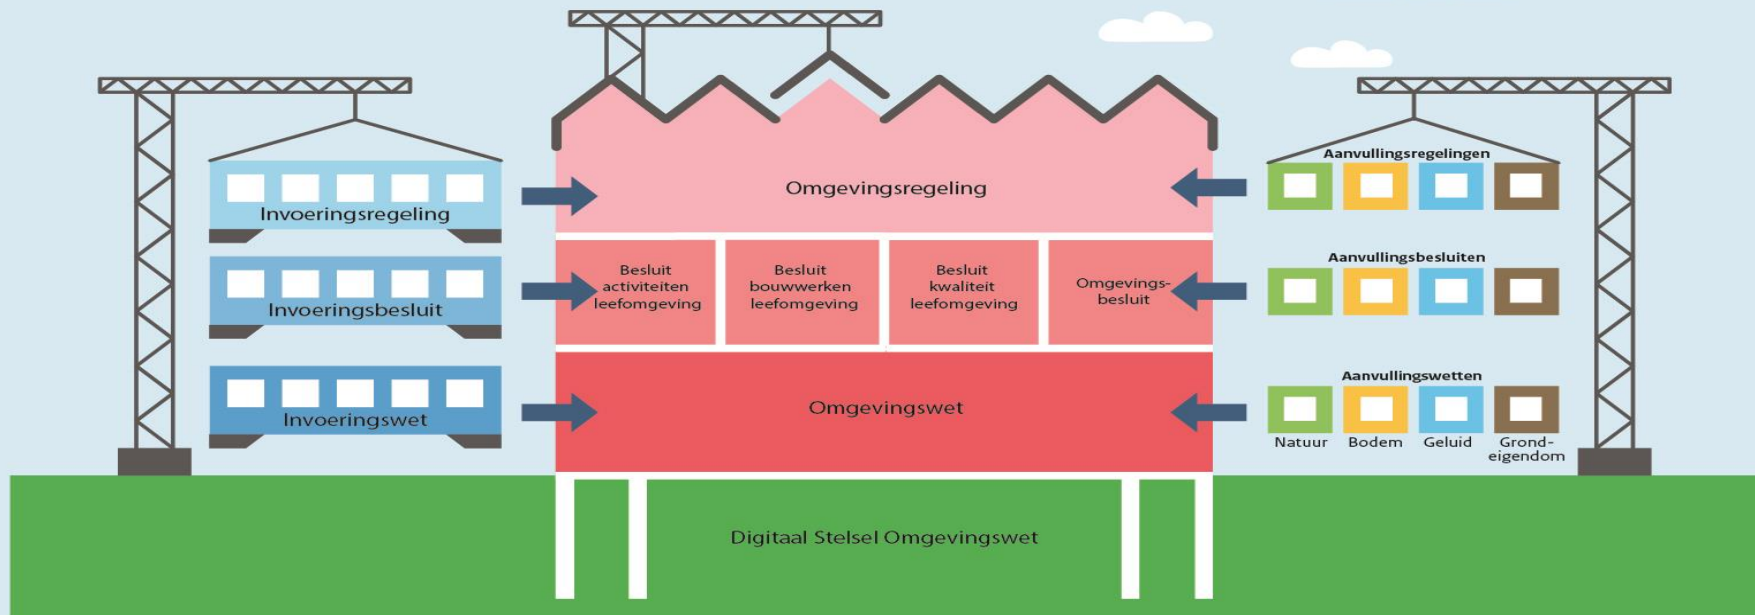 Invoeringsregeling
Invoeringsbesluit
Invoeringswet
Omgevingsregeling
Besluit
activiteiten
leefomgeving
Besluit
bouwwerken
leefomgeving
Besluit
kwaliteit
leefomgeving
Omgevings-
besluit
Omgevingswet
Digitaal Stelsel Omgevingswet
Aanvullingsregelingen
Aanvullingsbesluiten
Aanvullingswetten
Natuur
Bodem
Geluid
Grond-
eigendom